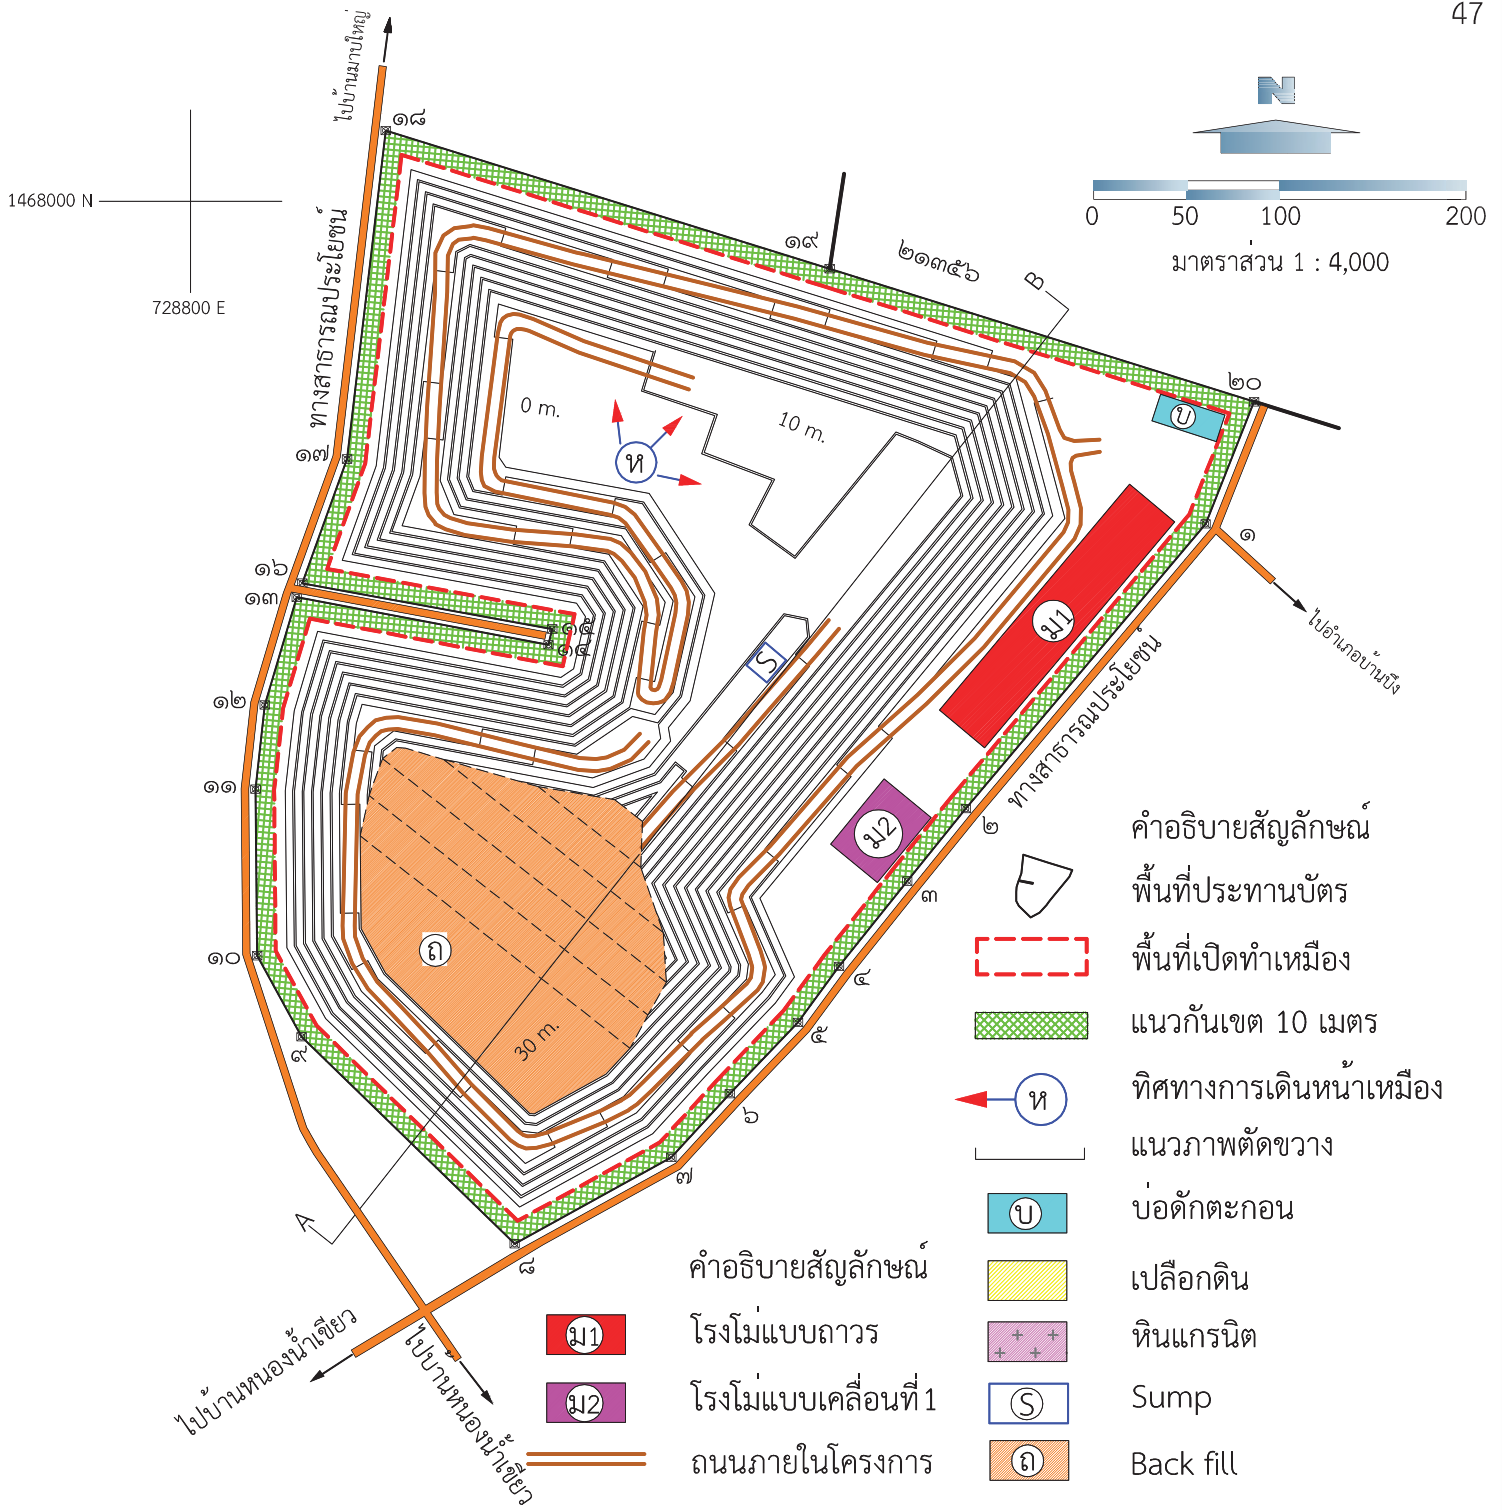 47
ไปบ้านมาบใหญ่
๑๘
N
1468000 N
728800 E
ทางสาธารณประโยชน์
๑๙
๒๑๓๕๖
B
0 50 100 200
มาตราส่วน 1 : 4,000
๒๐
บ
0 m.
10 m.
ห
๑๗
๑
๑๖
๑๓
๑๕
๑๔
ม1
ไปอำเภอบ้านบึง
S
ทางสาธารณประโยชน์
๑๒
๑๑
ม2
๒
๓
ถ
๑๐
๔
30 m.
๙
๕
๖
๗
A
๘
ไปบ้านหนองน้ำเขียว
ไปบ้านหนองน้ำเขียว
คำอธิบายสัญลักษณ์
พื้นที่ประทานบัตร
พื้นที่เปิดทำเหมือง
แนวกันเขต 10 เมตร
ห ทิศทางการเดินหน้าเหมือง
แนวภาพตัดขวาง
บ บ่อดักตะกอน
เปลือกดิน
หินแกรนิต
S Sump
ถ Back fill
คำอธิบายสัญลักษณ์
ม1 โรงโม่แบบถาวร
ม2 โรงโม่แบบเคลื่อนที่1
ถนนภายในโครงการ